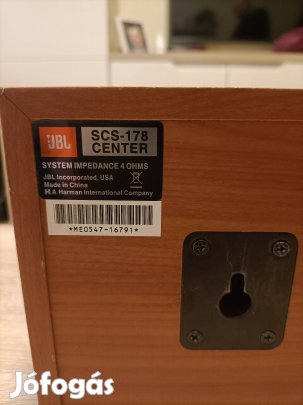 JBL
SCS-178
CENTER
SYSTEM IMPEDANCE 4 OHMS
JBL Incorporated, USA
Made in China
H A Harman International Company
*ME0547-16791*
Jófogás